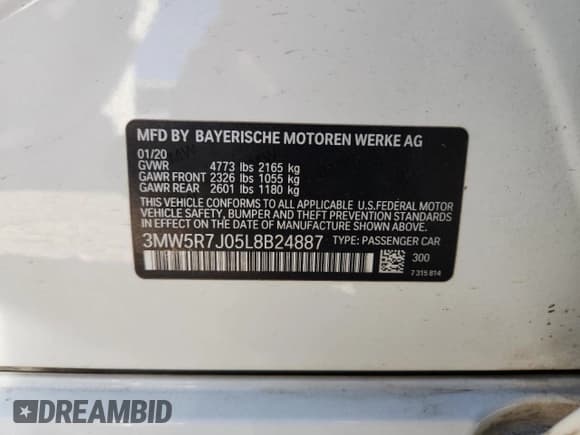 MFD BY BAYERISCHE MOTOREN WERKE AG
01/20
GVWR 4773 lbs 2165 kg
GAWR FRONT 2326 lbs 1055 kg
GAWR REAR 2601 lbs 1180 kg
THIS VEHICLE CONFORMS TO ALL APPLICABLE U.S.FEDERAL MOTOR
VEHICLE SAFETY, BUMPER AND THEFT PREVENTION STANDARDS
IN EFFECT ON THE DATE OF MANUFACTURE SHOWN ABOVE.
3MW5R7J05L8B24887 TYPE: PASSENGER CAR
300
7 315 814
DREAMBID